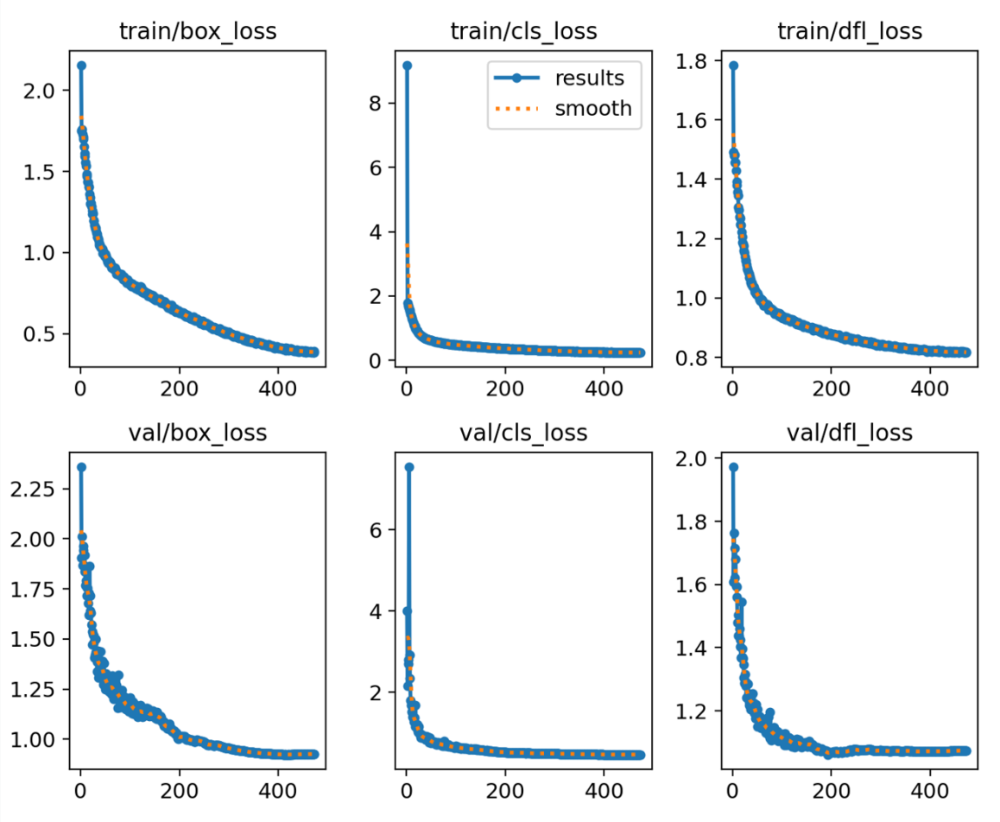 train/box_loss
train/cls_loss
train/dfl_loss
results
smooth
2.0
1.5
1.0
0.5
8
6
4
2
0
1.8
1.6
1.4
1.2
1.0
0.8
0 200 400
0 200 400
0 200 400
val/box_loss
val/cls_loss
val/dfl_loss
2.25
2.00
1.75
1.50
1.25
1.00
6
4
2
2.0
1.8
1.6
1.4
1.2
0 200 400
0 200 400
0 200 400